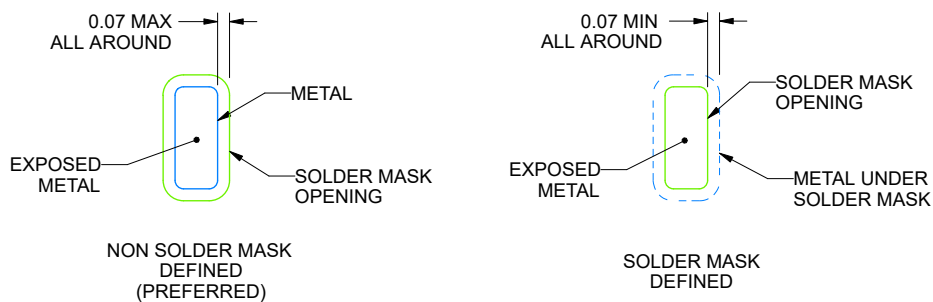 0.07 MAX
ALL AROUND
METAL
EXPOSED
METAL
SOLDER MASK
OPENING
NON SOLDER MASK
DEFINED
(PREFERRED)
0.07 MIN
ALL AROUND
SOLDER MASK
OPENING
EXPOSED
METAL
METAL UNDER
SOLDER MASK
SOLDER MASK
DEFINED